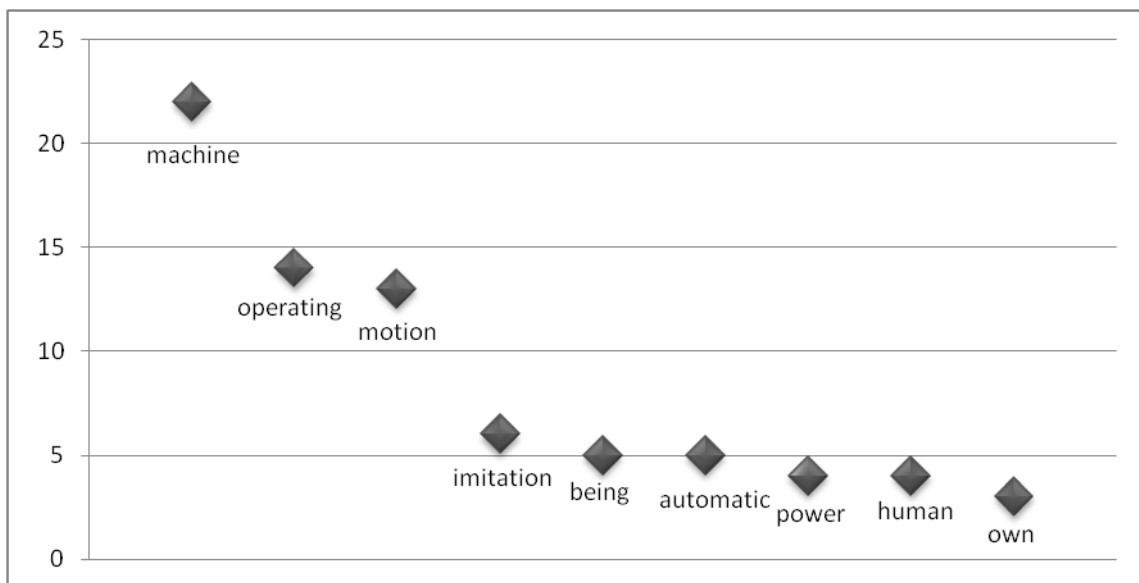 25
20
15
10
5
0
machine
operating
motion
imitation
being
automatic
power
human
own